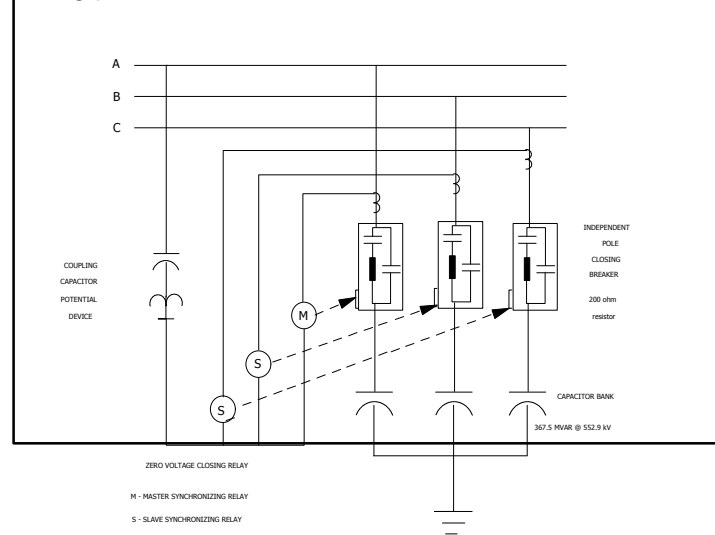 A
B
C
COUPLING
CAPACITOR
POTENTIAL
DEVICE
M
S
S
INDEPENDENT
POLE
CLOSING
BREAKER
200 ohm
resistor
CAPACITOR BANK
367.5 MVAR @ 552.9 kV
ZERO VOLTAGE CLOSING RELAY
M - MASTER SYNCHRONIZING RELAY
S - SLAVE SYNCHRONIZING RELAY